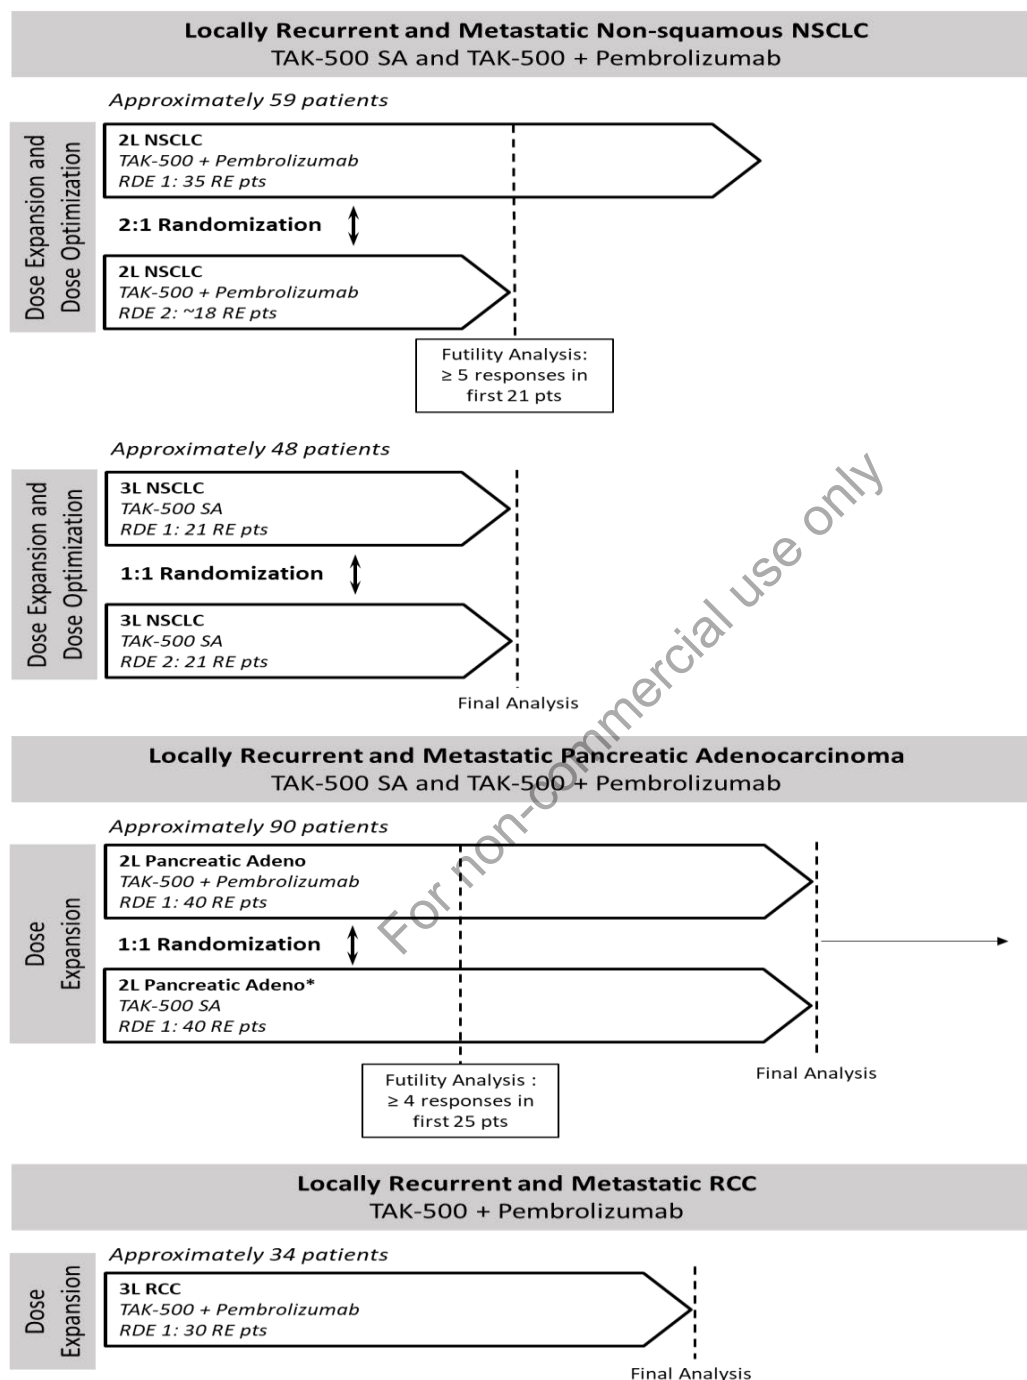 Locally Recurrent and Metastatic Non-squamous NSCLC
TAK-500 SA and TAK-500 + Pembrolizumab
Approximately 59 patients
Dose Expansion and
Dose Optimization
2L NSCLC
TAK-500 + Pembrolizumab
RDE 1: 35 RE pts
2:1 Randomization
2L NSCLC
TAK-500 + Pembrolizumab
RDE 2: ~18 RE pts
Futility Analysis:
≥ 5 responses in
first 21 pts
Approximately 48 patients
Dose Expansion and
Dose Optimization
3L NSCLC
TAK-500 SA
RDE 1: 21 RE pts
1:1 Randomization
3L NSCLC
TAK-500 SA
RDE 2: 21 RE pts
Final Analysis
Locally Recurrent and Metastatic Pancreatic Adenocarcinoma
TAK-500 SA and TAK-500 + Pembrolizumab
Approximately 90 patients
Dose
Expansion
2L Pancreatic Adeno
TAK-500 + Pembrolizumab
RDE 1: 40 RE pts
1:1 Randomization
2L Pancreatic Adeno*
TAK-500 SA
RDE 1: 40 RE pts
Final Analysis
Futility Analysis :
≥ 4 responses in
first 25 pts
Locally Recurrent and Metastatic RCC
TAK-500 + Pembrolizumab
Approximately 34 patients
Dose
Expansion
3L RCC
TAK-500 + Pembrolizumab
RDE 1: 30 RE pts
Final Analysis
For non-commercial use only